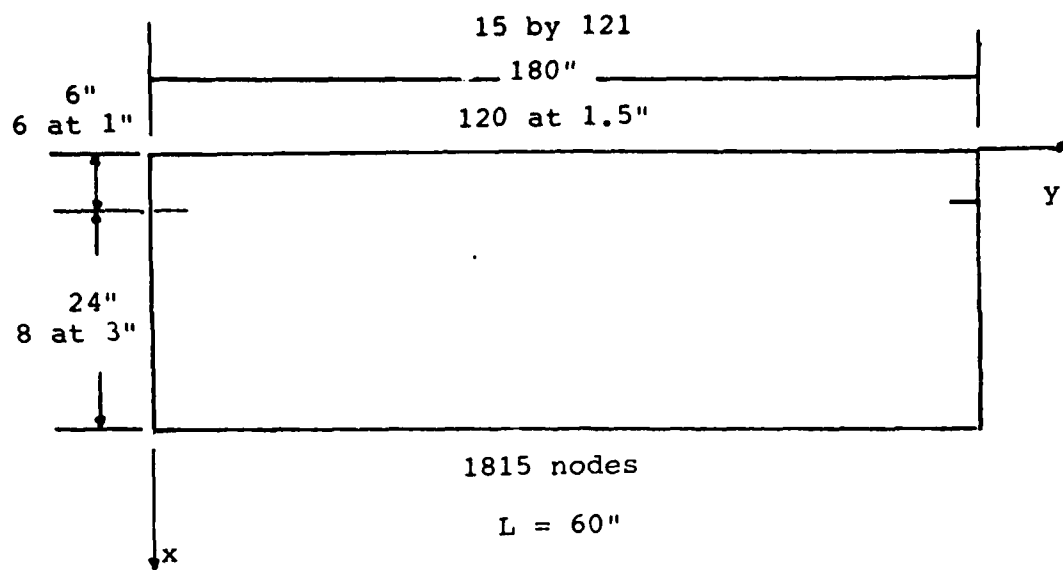 15 by 121
180"
120 at 1.5"
6"
6 at 1"
y
24"
8 at 3"
1815 nodes
L = 60"
x